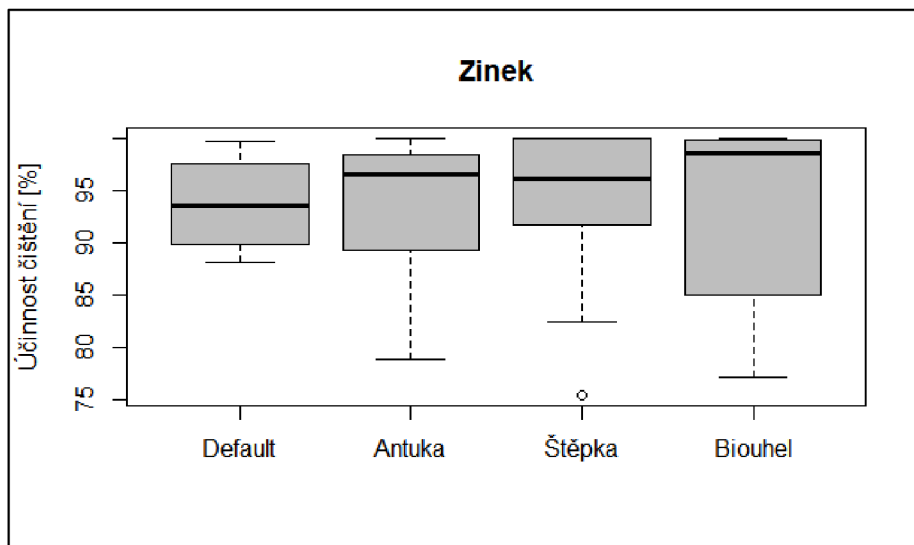 Zinek
Účinnost čištění [%]
95
90
85
80
75
Default Antuka Štěpka Biouhel